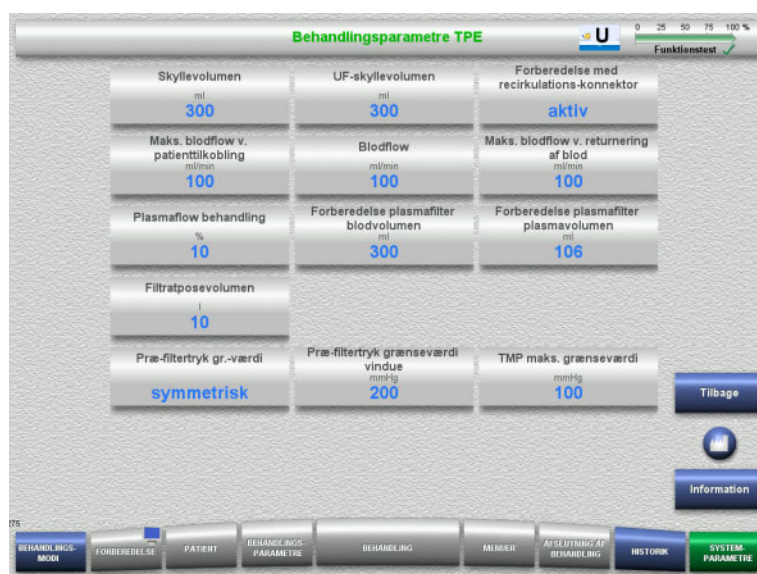 Behandlingsparametre TPE
U
0 25 50 75 100 %
Funktionstest
Skyllevolumen
ml
300
UF-skyllevolumen
ml
300
Forberedelse med
recirkulations-konnektor
aktiv
Maks. blodflow v.
patienttilkobling
ml/min
100
Blodflow
ml/min
100
Maks. blodflow v. returnering
af blod
ml/min
100
Plasmaflow behandling
%
10
Forberedelse plasmafilter
blodvolumen
ml
300
Forberedelse plasmafilter
plasmavolumen
ml
106
Filtratposevolumen
l
10
Præ-filtertryk gr.-værdi
symmetrisk
Præ-filtertryk grænseværdi
vindue
mmHg
200
TMP maks. grænseværdi
mmHg
100
Tilbage
Information
275
BEHANDLINGS-
MODI
FORBEREDELSE
PATIENT
BEHANDLINGS-
PARAMETRE
BEHANDLING
MENUER
AFSLUTNING AF
BEHANDLING
HISTORIK
SYSTEM-
PARAMETRE